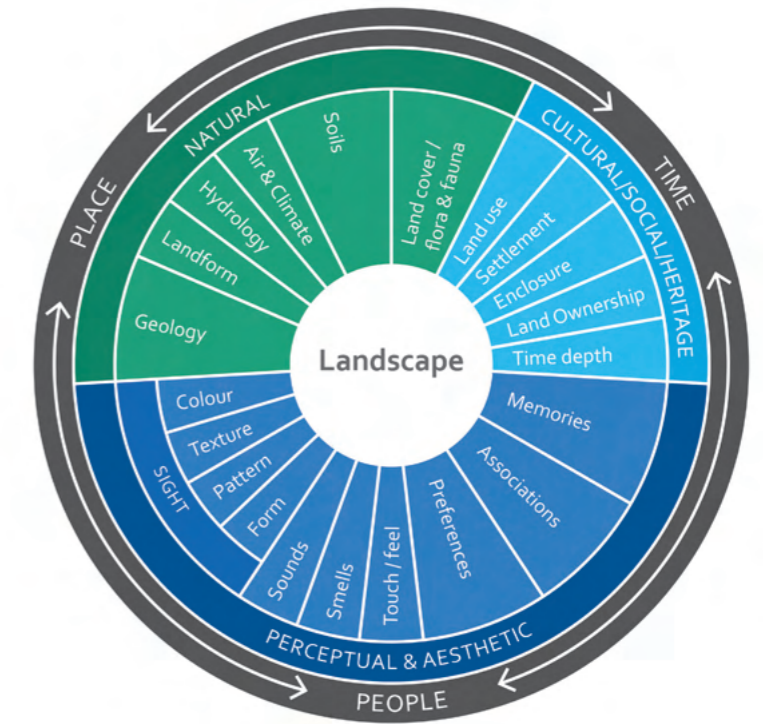 PLACE
TIME
PEOPLE
NATURAL
CULTURAL/SOCIAL/HERITAGE
PERCEPTUAL & AESTHETIC
Landscape
Geology
Landform
Hydrology
Air & Climate
Soils
Land cover /
flora & fauna
Land use
Settlement
Enclosure
Land Ownership
Time depth
Memories
Associations
Preferences
Touch / feel
Smells
Sounds
SIGHT
Form
Pattern
Texture
Colour